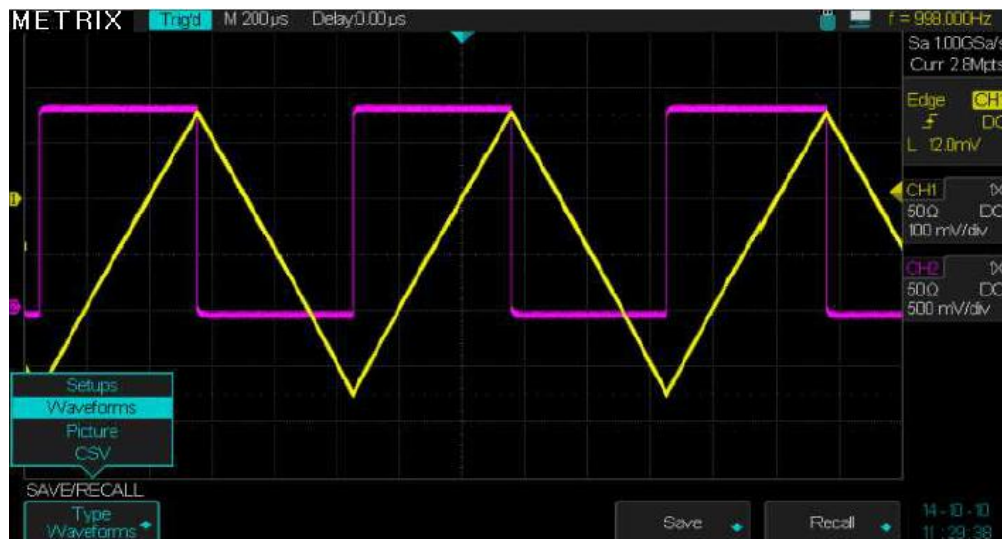 METRIX Trig'd M 200µs Delay:0.00µs f = 998.000Hz
Sa 1.00GSa/s
Curr 2.8Mpts
Edge CH1
DC
L 12.0mV
CH1 1X
50Ω DC
100 mV/div
CH2 1X
50Ω DC
500 mV/div
Setups
Waveforms
Picture
CSV
SAVE/RECALL
Type
Waveforms
Save
Recall
14-10-10
11:29:38